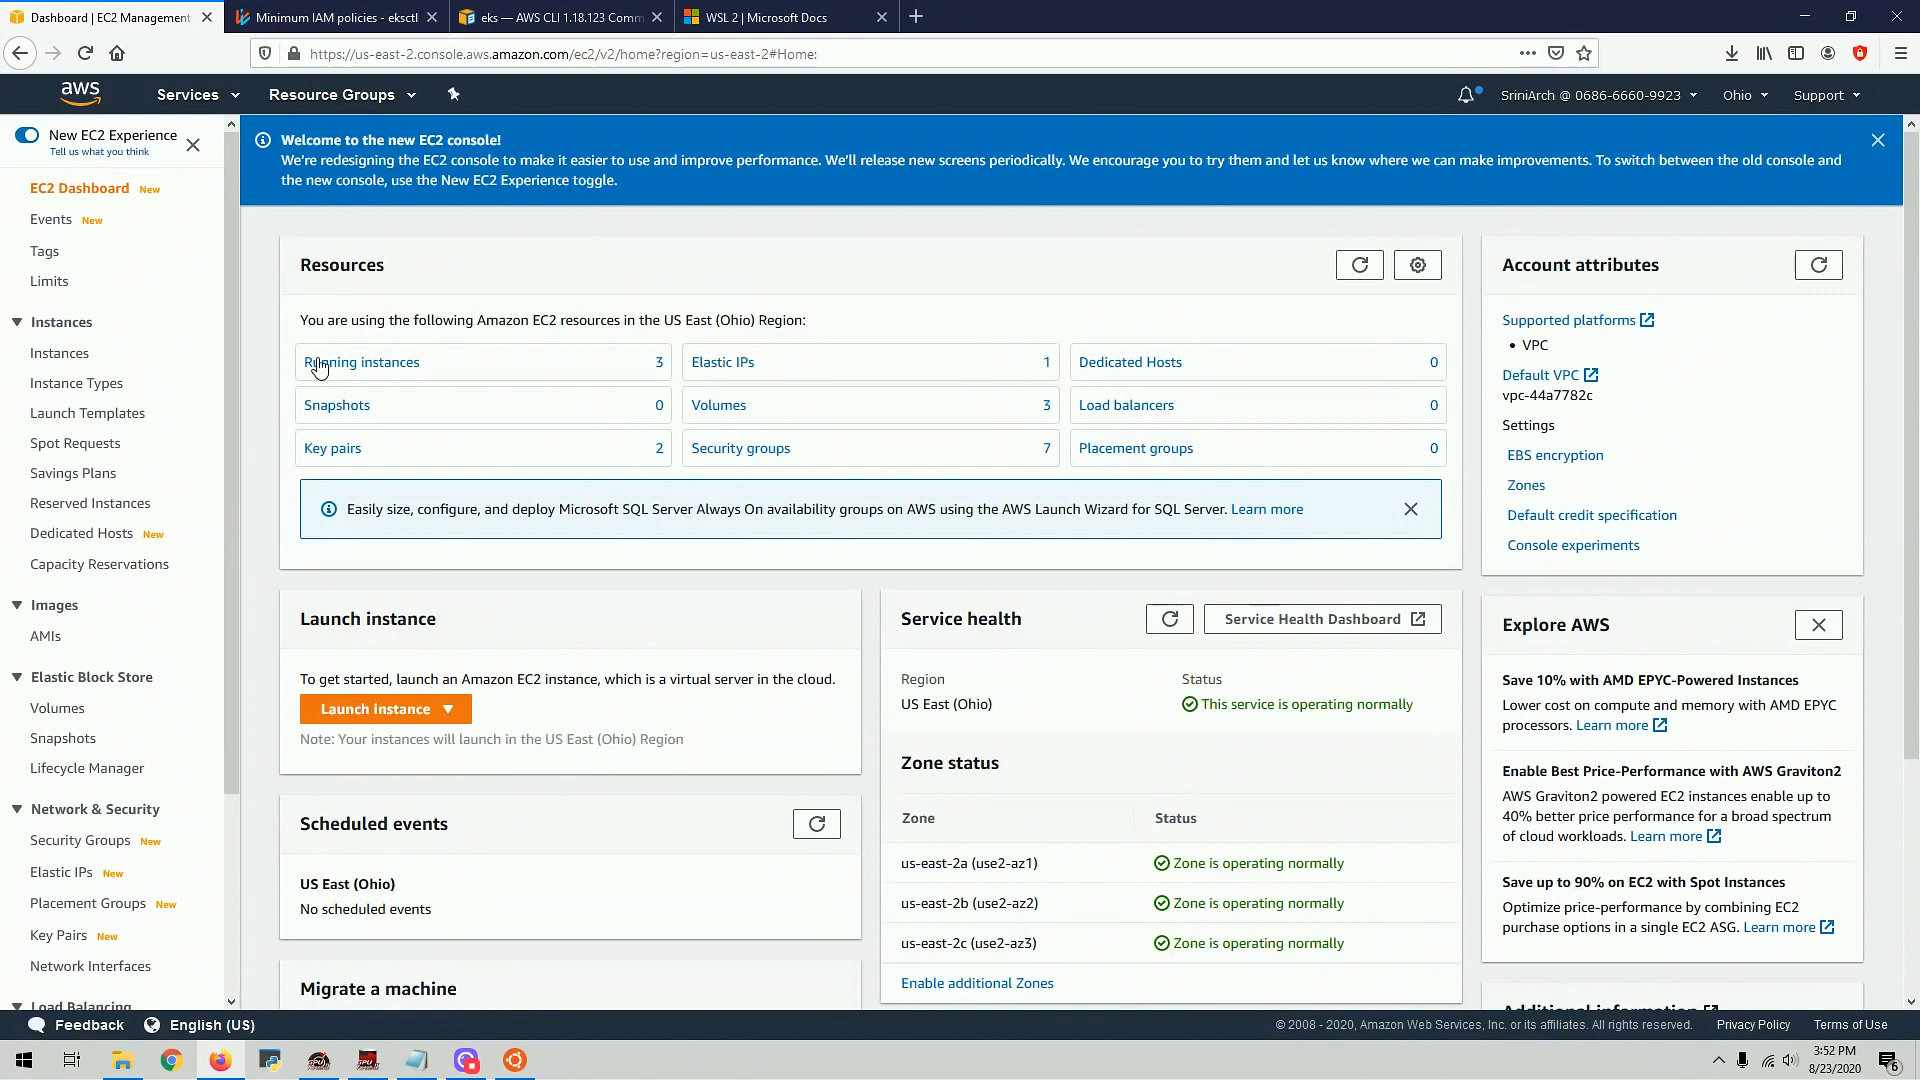 Dashboard | EC2 Management
Minimum IAM policies - eksctl
eks — AWS CLI 1.18.123 Comm
WSL 2 | Microsoft Docs
https://us-east-2.console.aws.amazon.com/ec2/v2/home?region=us-east-2#Home:
aws
Services
Resource Groups
SriniArch @ 0686-6660-9923
Ohio
Support
New EC2 Experience
Tell us what you think
EC2 Dashboard New
Events New
Tags
Limits
Instances
Instances
Instance Types
Launch Templates
Spot Requests
Savings Plans
Reserved Instances
Dedicated Hosts New
Capacity Reservations
Images
AMIs
Elastic Block Store
Volumes
Snapshots
Lifecycle Manager
Network & Security
Security Groups New
Elastic IPs New
Placement Groups New
Key Pairs New
Network Interfaces
Load Balancing
Welcome to the new EC2 console!
We're redesigning the EC2 console to make it easier to use and improve performance. We'll release new screens periodically. We encourage you to try them and let us know where we can make improvements. To switch between the old console and
the new console, use the New EC2 Experience toggle.
Resources
You are using the following Amazon EC2 resources in the US East (Ohio) Region:
Running instances 3
Elastic IPs 1
Dedicated Hosts 0
Snapshots 0
Volumes 3
Load balancers 0
Key pairs 2
Security groups 7
Placement groups 0
Easily size, configure, and deploy Microsoft SQL Server Always On availability groups on AWS using the AWS Launch Wizard for SQL Server. Learn more
Launch instance
To get started, launch an Amazon EC2 instance, which is a virtual server in the cloud.
Launch instance
Note: Your instances will launch in the US East (Ohio) Region
Scheduled events
US East (Ohio)
No scheduled events
Migrate a machine
Service health
Service Health Dashboard
Region
Status
US East (Ohio)
This service is operating normally
Zone status
Zone
Status
us-east-2a (use2-az1)
Zone is operating normally
us-east-2b (use2-az2)
Zone is operating normally
us-east-2c (use2-az3)
Zone is operating normally
Enable additional Zones
Account attributes
Supported platforms
• VPC
Default VPC
vpc-44a7782c
Settings
EBS encryption
Zones
Default credit specification
Console experiments
Explore AWS
Save 10% with AMD EPYC-Powered Instances
Lower cost on compute and memory with AMD EPYC
processors. Learn more
Enable Best Price-Performance with AWS Graviton2
AWS Graviton2 powered EC2 instances enable up to
40% better price performance for a broad spectrum
of cloud workloads. Learn more
Save up to 90% on EC2 with Spot Instances
Optimize price-performance by combining EC2
purchase options in a single EC2 ASG. Learn more
Additional information
Feedback
English (US)
© 2008 - 2020, Amazon Web Services, Inc. or its affiliates. All rights reserved.
Privacy Policy
Terms of Use
3:52 PM
8/23/2020
6